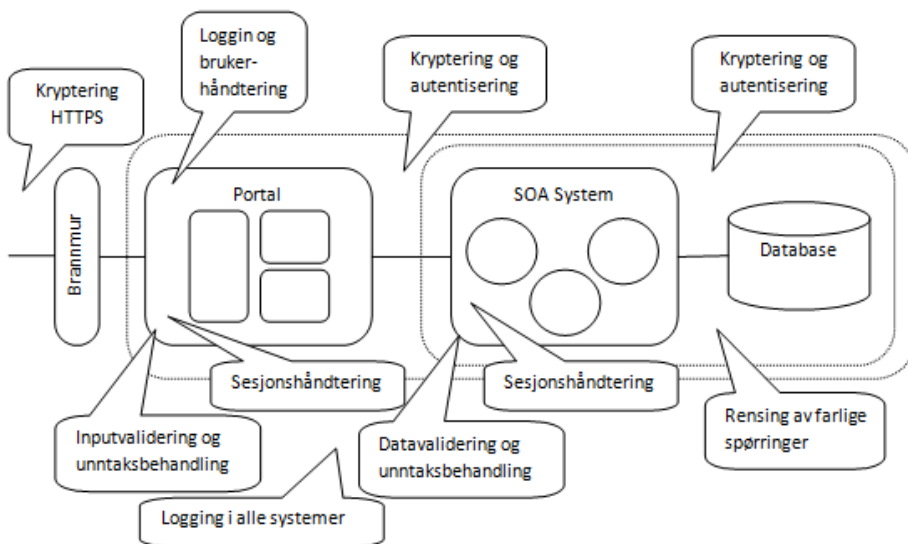 Loggin og
bruker-
håndtering
Kryptering og
autentisering
Kryptering og
autentisering
Kryptering
HTTPS
Portal
SOA System
Brannmur
Database
Sesjonshåndtering
Sesjonshåndtering
Inputvalidering og
unntaksbehandling
Datavalidering og
unntaksbehandling
Rensing av farlige
spørringer
Logging i alle systemer